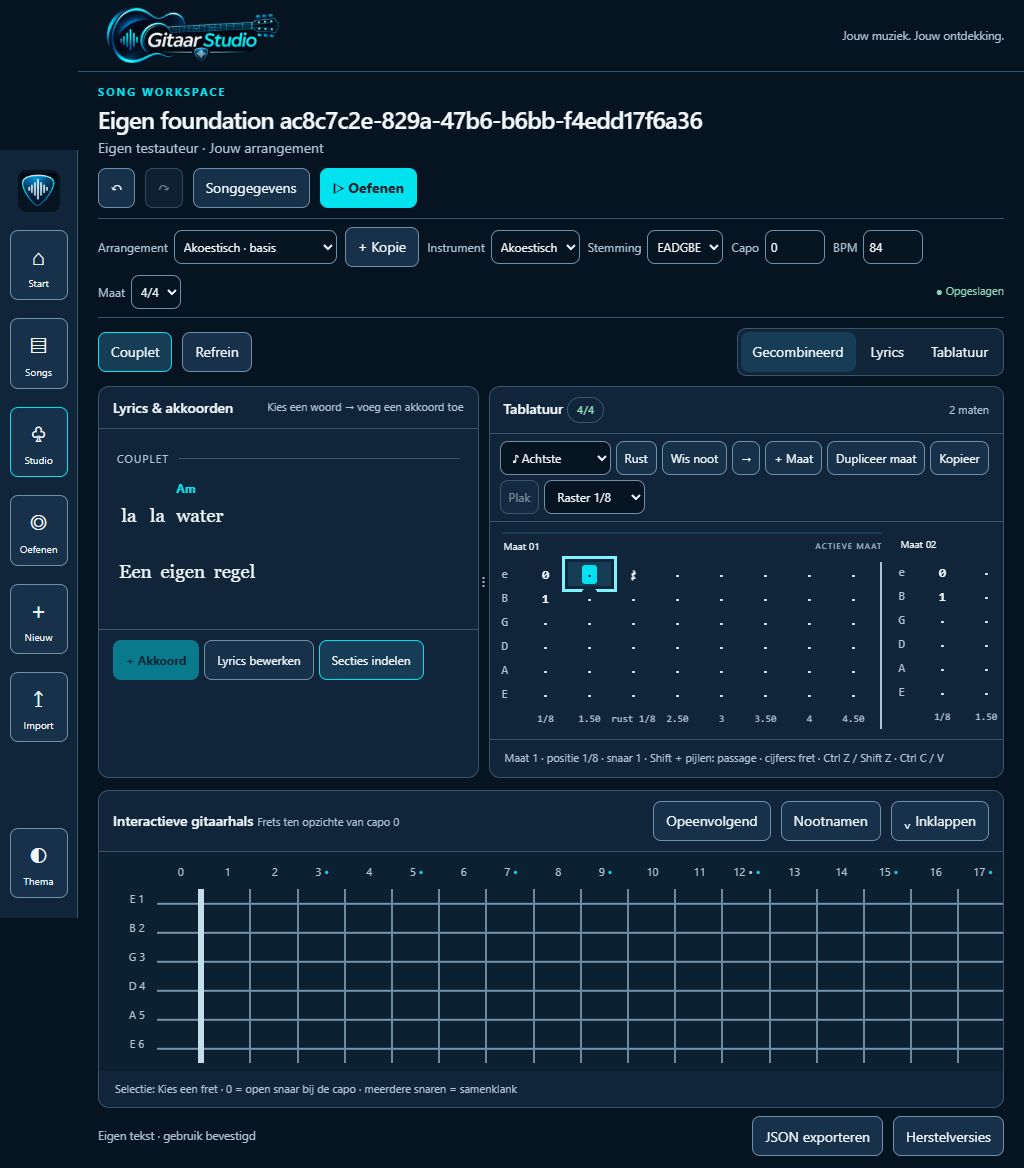 Gitaar Studio
Jouw muziek. Jouw ontdekking.
SONG WORKSPACE
Eigen foundation ac8c7c2e-829a-47b6-b6bb-f4edd17f6a36
Eigen testauteur · Jouw arrangement
↶ ↷ Songgegevens ▷ Oefenen
Arrangement Akoestisch · basis + Kopie Instrument Akoestisch Stemming EADGBE Capo 0 BPM 84
Maat 4/4 ● Opgeslagen
Start
Songs
Studio
Oefenen
Nieuw
Import
Thema
Couplet Refrein Gecombineerd Lyrics Tablatuur
Lyrics & akkoorden Kies een woord → voeg een akkoord toe
COUPLET
Am
la la water
Een eigen regel
+ Akkoord Lyrics bewerken Secties indelen
Tablatuur 4/4 2 maten
♪ Achtste Rust Wis noot → + Maat Dupliceer maat Kopieer
Plak Raster 1/8
Maat 01 ACTIEVE MAAT Maat 02
e 0 · 𝄽 · · · · · e 0 ·
B 1 · · · · · · · B 1 ·
G · · · · · · · · G · ·
D · · · · · · · · D · ·
A · · · · · · · · A · ·
E · · · · · · · · E · ·
1/8 1.50 rust 1/8 2.50 3 3.50 4 4.50 1/8 1.50
Maat 1 · positie 1/8 · snaar 1 · Shift + pijlen: passage · cijfers: fret · Ctrl Z / Shift Z · Ctrl C / V
Interactieve gitaarhals Frets ten opzichte van capo 0 Opeenvolgend Nootnamen ˬ Inklappen
0 1 2 3 • 4 5 • 6 7 • 8 9 • 10 11 12 • • 13 14 15 • 16 17 •
E 1
B 2
G 3
D 4
A 5
E 6
Selectie: Kies een fret · 0 = open snaar bij de capo · meerdere snaren = samenklank
Eigen tekst · gebruik bevestigd JSON exporteren Herstelversies